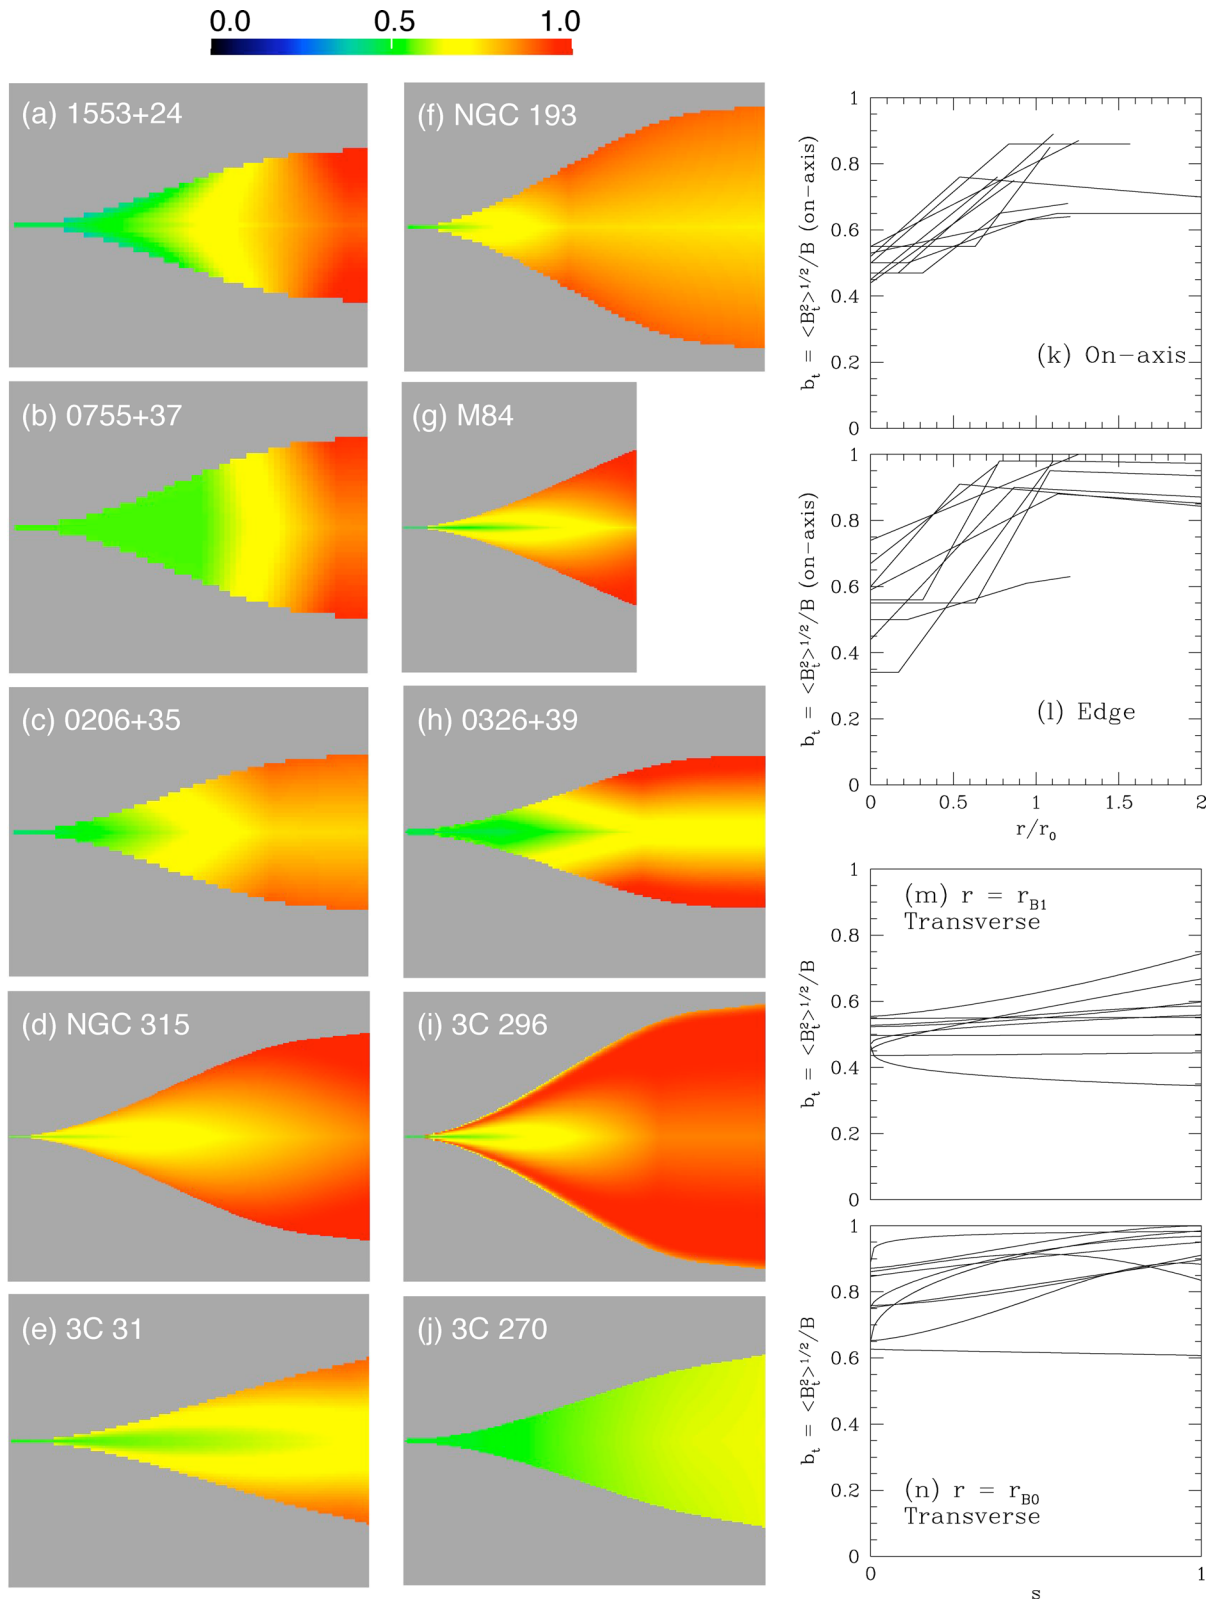 0.0 0.5 1.0
(a) 1553+24
(b) 0755+37
(c) 0206+35
(d) NGC 315
(e) 3C 31
(f) NGC 193
(g) M84
(h) 0326+39
(i) 3C 296
(j) 3C 270
1
0.8
0.6
0.4
0.2
0
b_t = <B_t^2>^1/2/B (on-axis)
(k) On-axis
1
0.8
0.6
0.4
0.2
0
b_t = <B_t^2>^1/2/B (on-axis)
(l) Edge
0 0.5 1 1.5 2
r/r_0
1
0.8
0.6
0.4
0.2
0
b_t = <B_t^2>^1/2/B
(m) r = r_B1
Transverse
1
0.8
0.6
0.4
0.2
0
b_t = <B_t^2>^1/2/B
(n) r = r_B0
Transverse
0 1
s